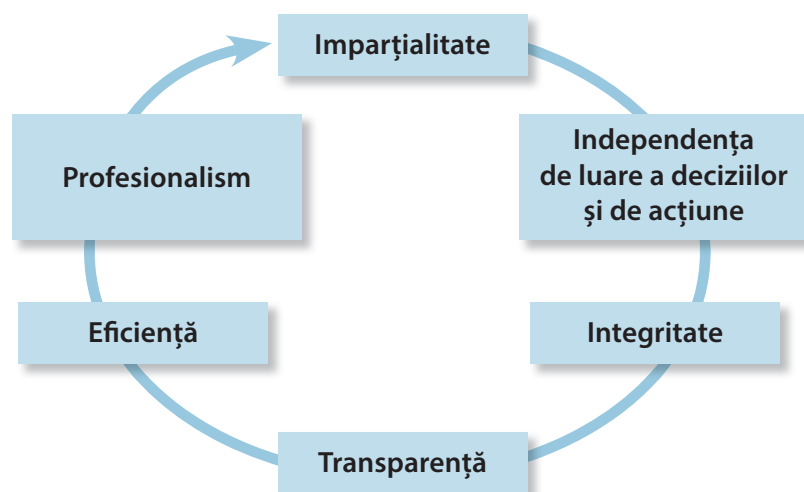 Imparțialitate
Independența
de luare a deciziilor
și de acțiune
Integritate
Transparență
Eficiență
Profesionalism